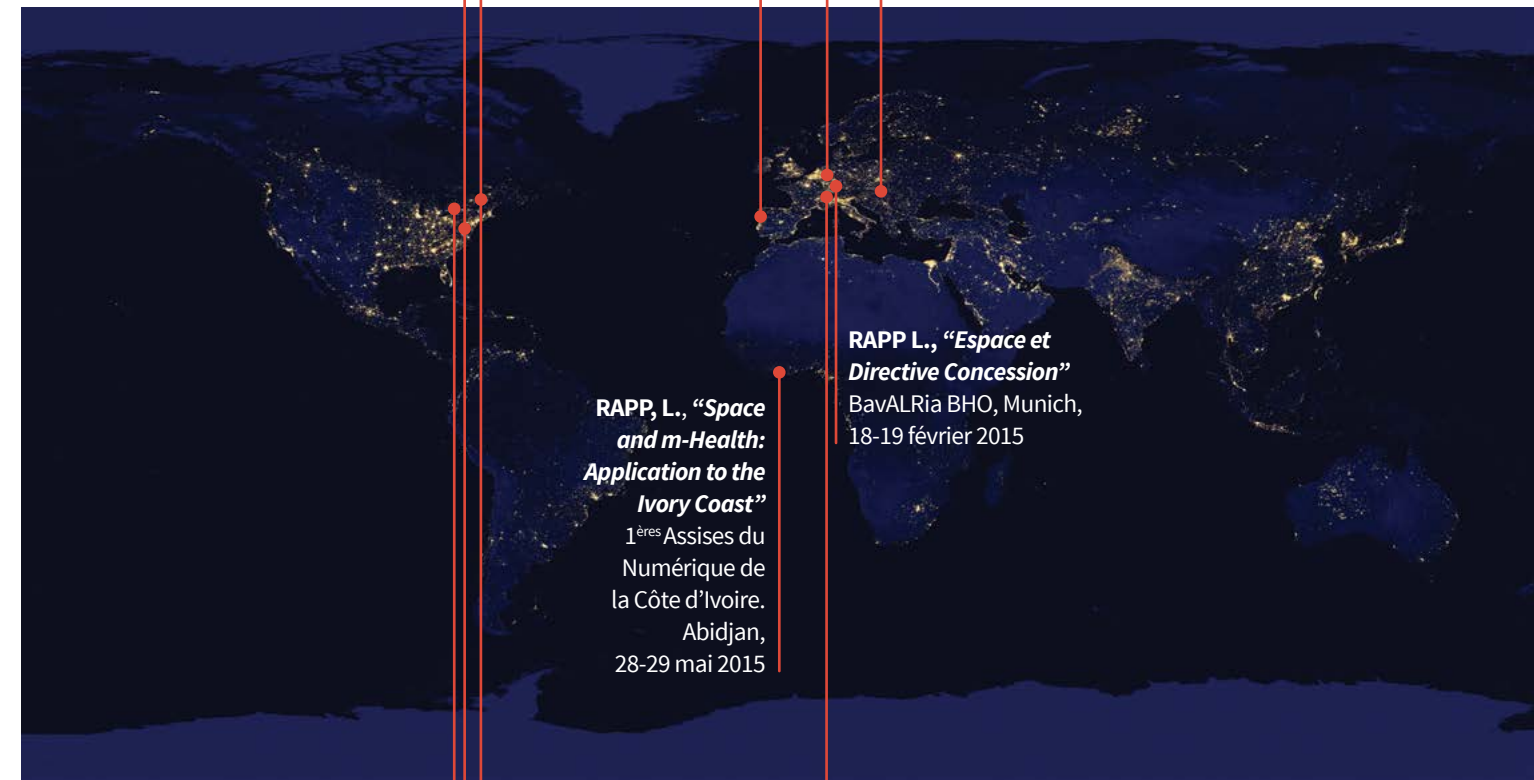 RAPP, L., “Space
and m-Health:
Application to the
Ivory Coast”
1ères Assises du
Numérique de
la Côte d’Ivoire.
Abidjan,
28-29 mai 2015
RAPP L., “Espace et
Directive Concession”
BavAIRia BHO, Munich,
18-19 février 2015